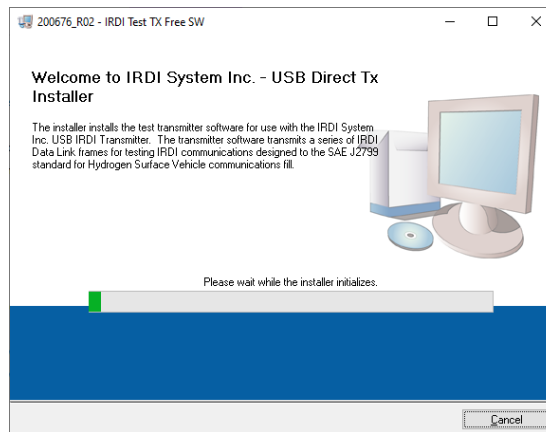 200676_R02 - IRDI Test TX Free SW
Welcome to IRDI System Inc. - USB Direct Tx
Installer
The installer installs the test transmitter software for use with the IRDI System
Inc. USB IRDI Transmitter.  The transmitter software transmits a series of IRDI
Data Link frames for testing IRDI communications designed to the SAE J2799
standard for Hydrogen Surface Vehicle communications fill.
Please wait while the installer initializes.
Cancel